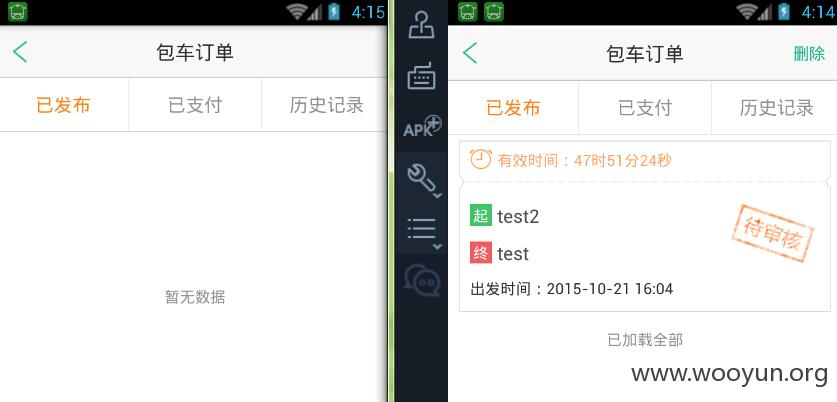 4:15
包车订单
已发布 已支付 历史记录
暂无数据
APK
4:14
包车订单 删除
已发布 已支付 历史记录
有效时间：47时51分24秒
起 test2
待审核
终 test
出发时间：2015-10-21 16:04
已加载全部
www.wooyun.org